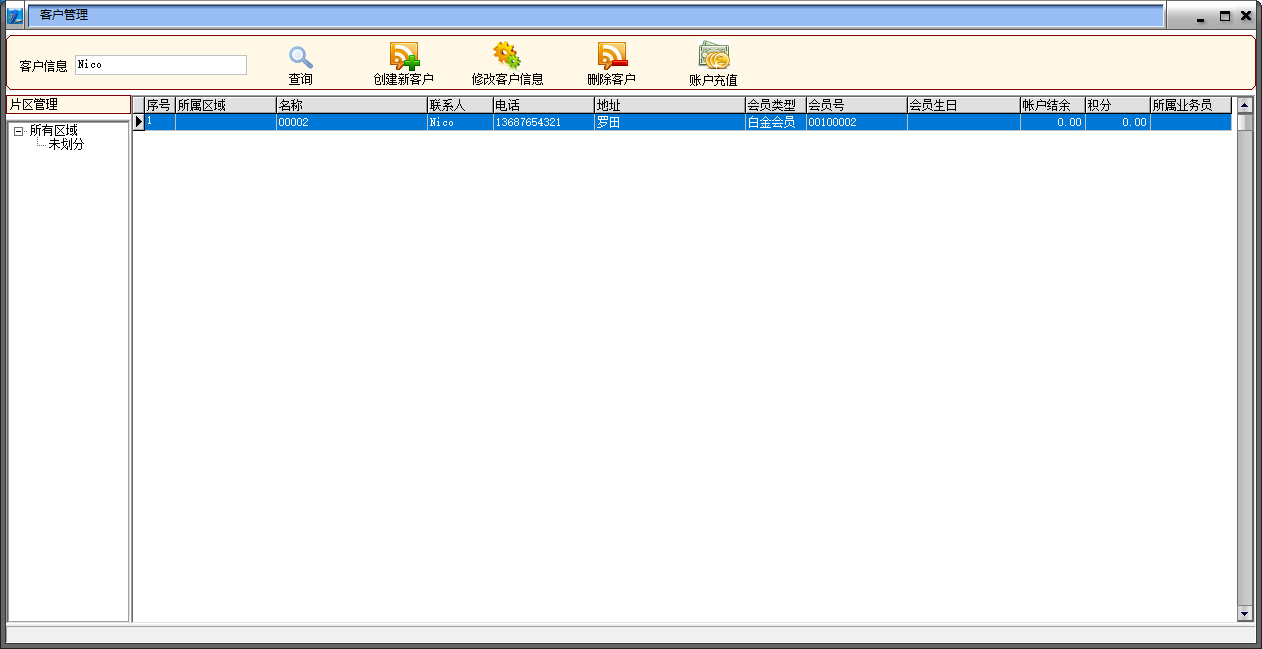 客户管理
客户信息 Nico 查询 创建新客户 修改客户信息 删除客户 账户充值
片区管理
所有区域
未划分
序号 所属区域 名称 联系人 电话 地址 会员类型 会员号 会员生日 帐户结余 积分 所属业务员
1 00002 Nico 13687654321 罗田 白金会员 00100002 0.00 0.00